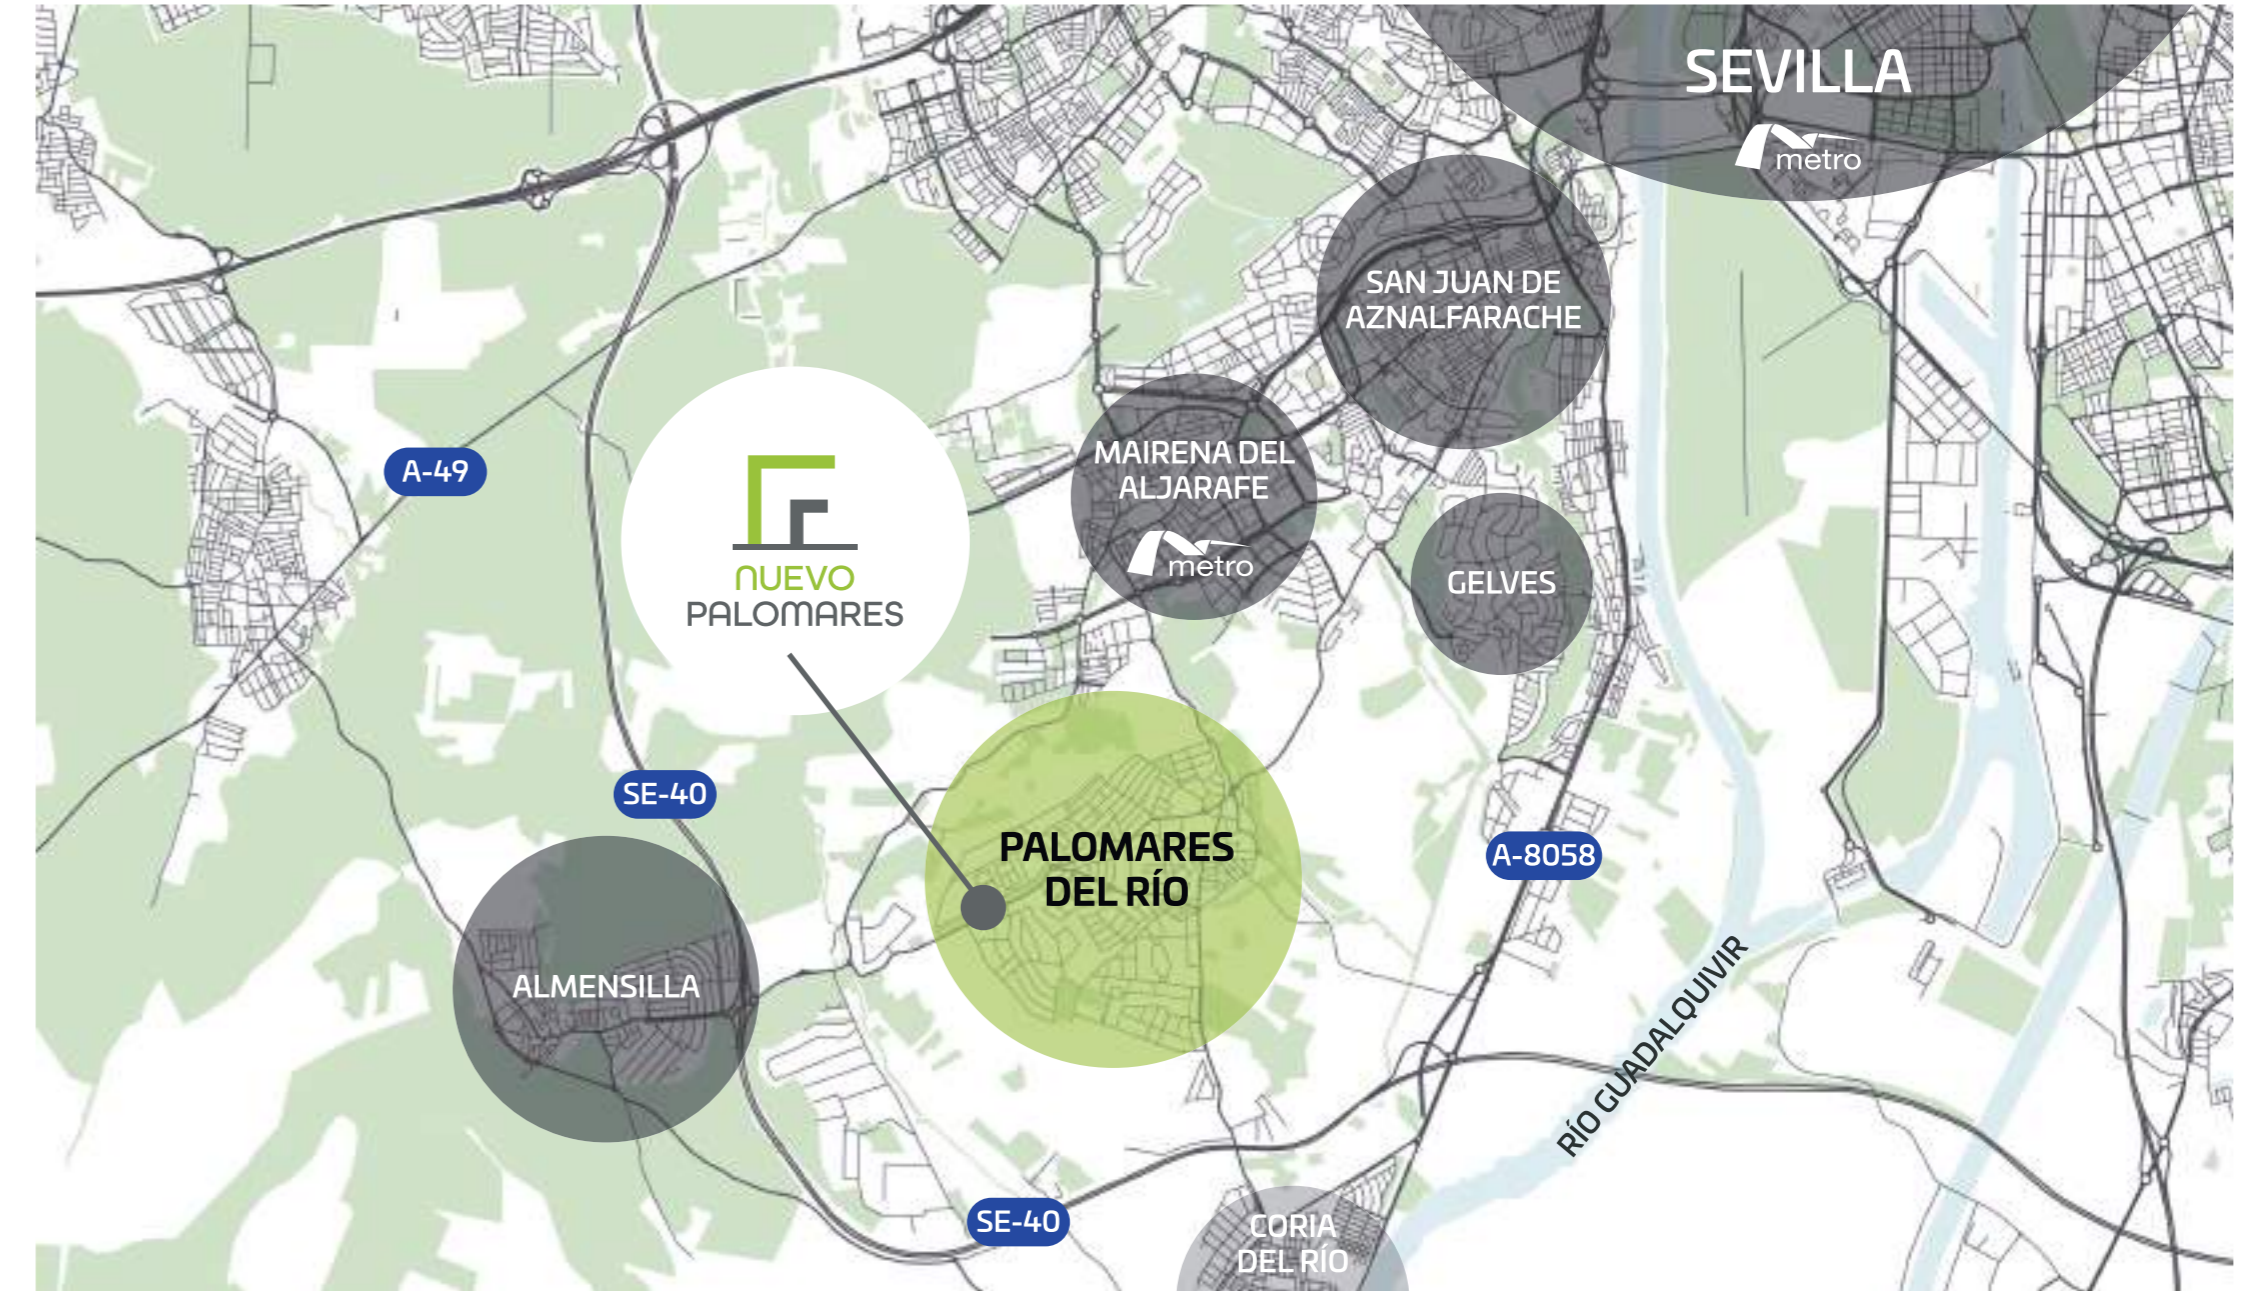 SEVILLA
metro
SAN JUAN DE
AZNALFARACHE
MAIRENA DEL
ALJARAFE
metro
A-49
NUEVO
PALOMARES
GELVES
SE-40
PALOMARES
DEL RÍO
A-8058
ALMENSILLA
RÍO GUADALQUIVIR
SE-40
CORIA
DEL RÍO